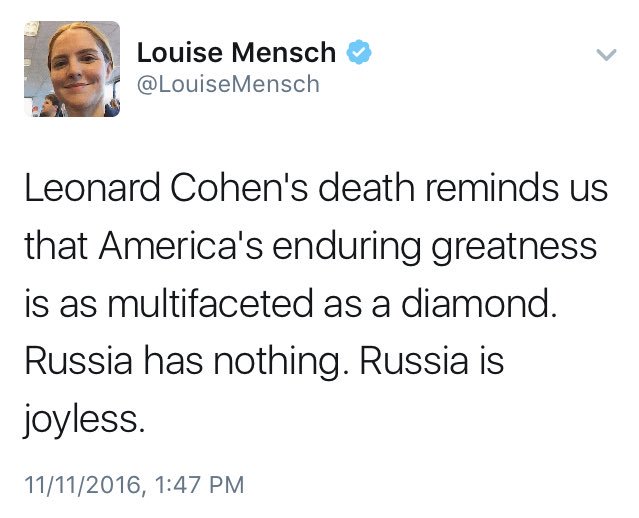 Louise Mensch
@LouiseMensch
Leonard Cohen's death reminds us
that America's enduring greatness
is as multifaceted as a diamond.
Russia has nothing. Russia is
joyless.
11/11/2016, 1:47 PM